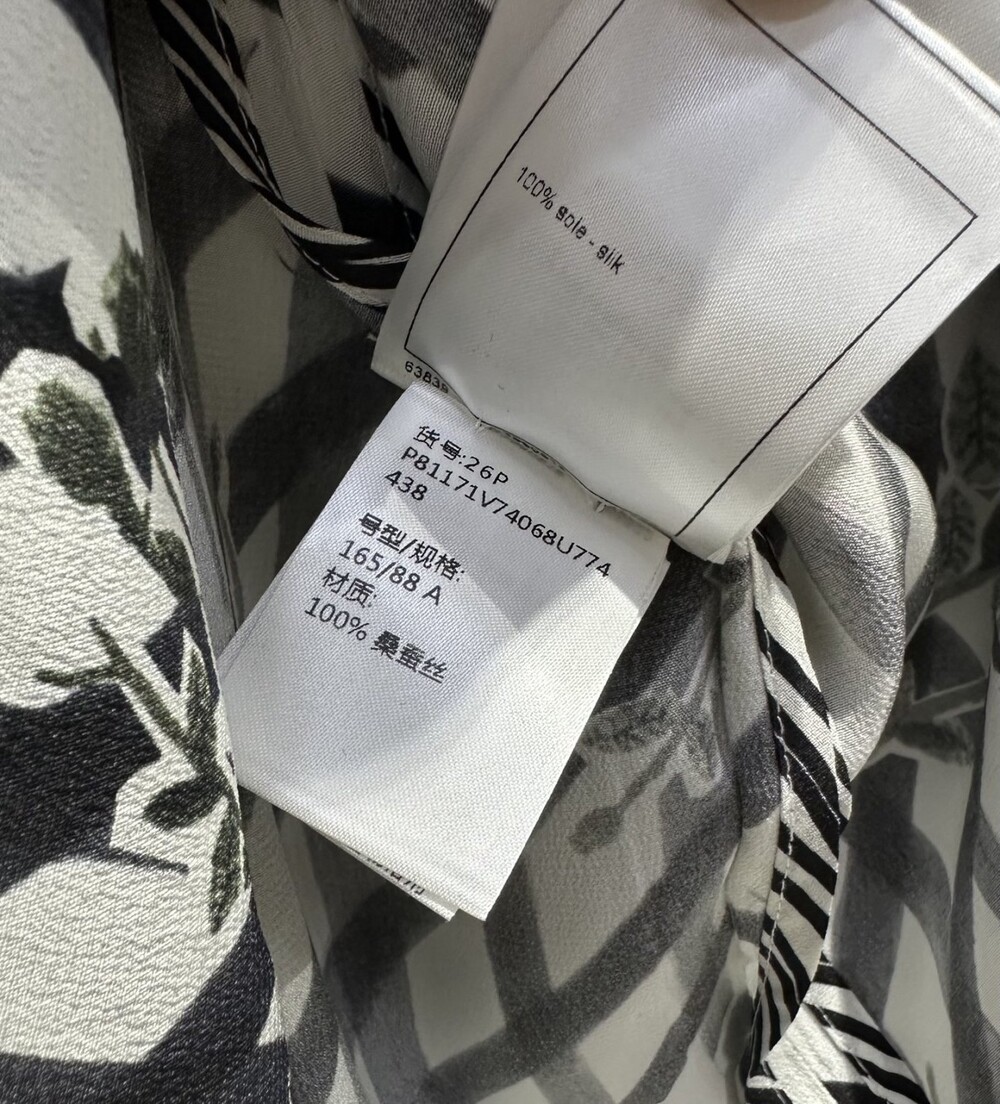 100% soie - silk
63839
货号:26P
P81171V74068U774
438
号型/规格:
165/88 A
材质:
100% 桑蚕丝